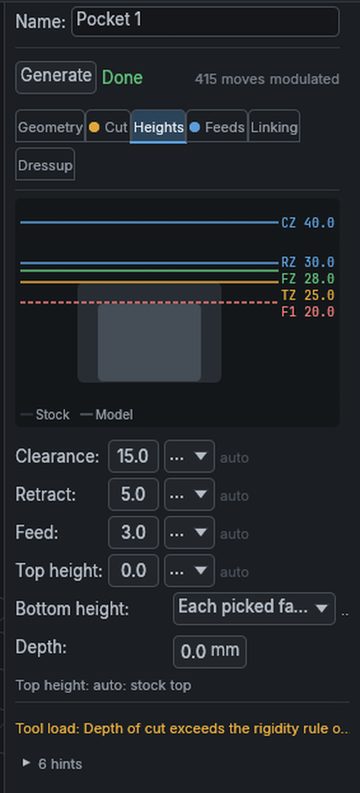 Name: Pocket 1
Generate Done 415 moves modulated
Geometry Cut Heights Feeds Linking
Dressup
CZ 40.0
RZ 30.0
FZ 28.0
TZ 25.0
F1 20.0
Stock Model
Clearance: 15.0 ... auto
Retract: 5.0 ... auto
Feed: 3.0 ... auto
Top height: 0.0 ... auto
Bottom height: Each picked fa... ..
Depth: 0.0 mm
Top height: auto: stock top
Tool load: Depth of cut exceeds the rigidity rule o..
6 hints